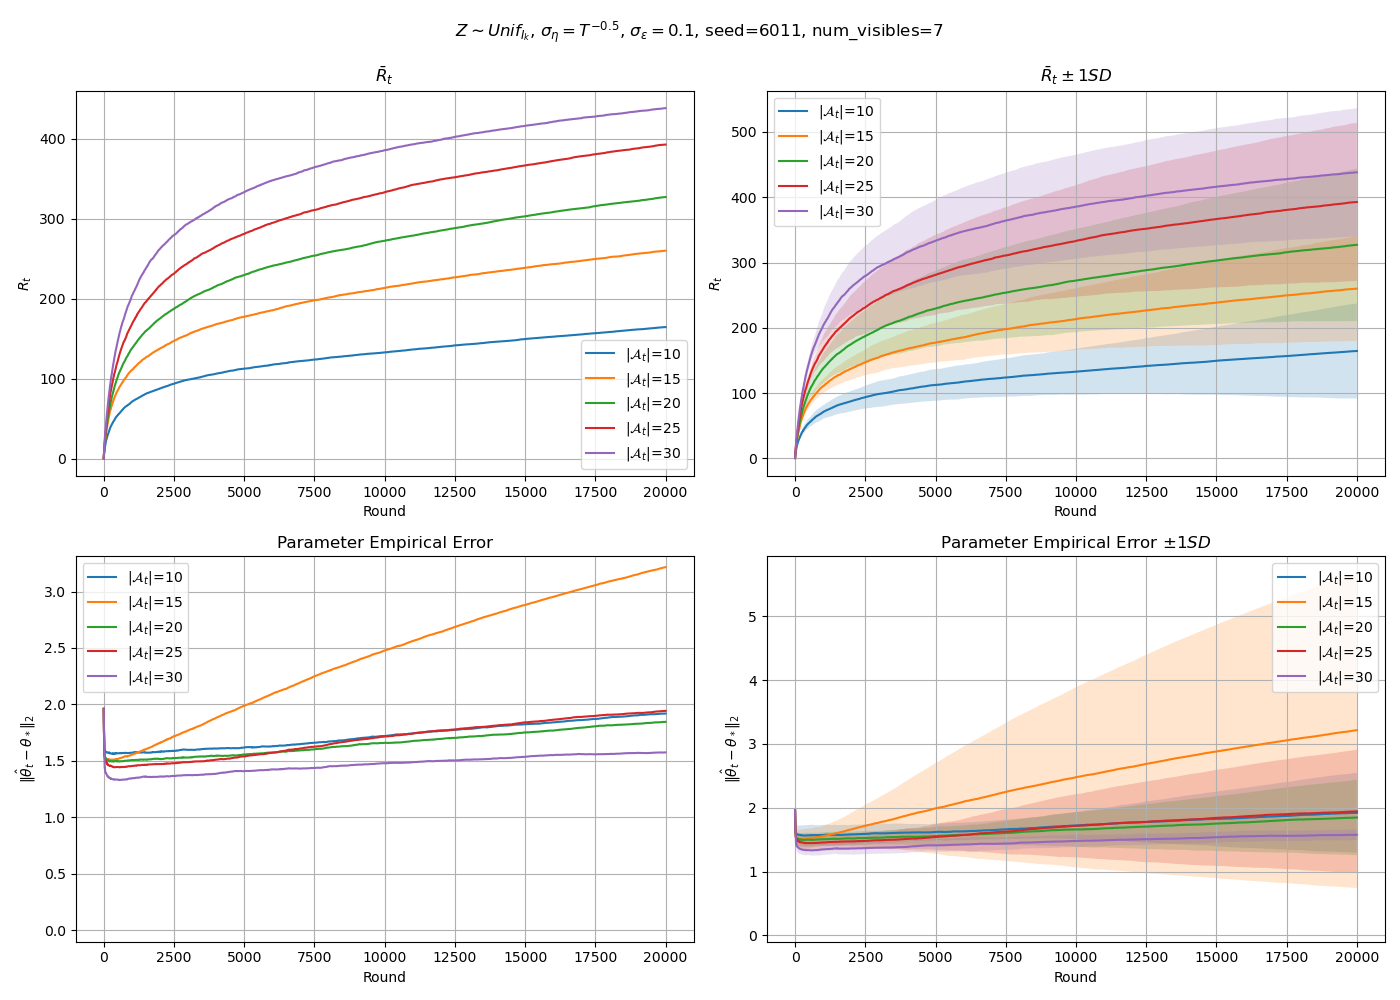 Z ∼ Unif_{I_k}, σ_η = T^{−0.5}, σ_ε = 0.1, seed=6011, num_visibles=7
R̄_t
R_t
400
300
200
100
0
|𝒜_t|=10
|𝒜_t|=15
|𝒜_t|=20
|𝒜_t|=25
|𝒜_t|=30
0 2500 5000 7500 10000 12500 15000 17500 20000
Round
R̄_t ± 1SD
R_t
500
400
300
200
100
0
|𝒜_t|=10
|𝒜_t|=15
|𝒜_t|=20
|𝒜_t|=25
|𝒜_t|=30
0 2500 5000 7500 10000 12500 15000 17500 20000
Round
Parameter Empirical Error
‖θ̂_t − θ_*‖_2
3.0
2.5
2.0
1.5
1.0
0.5
0.0
|𝒜_t|=10
|𝒜_t|=15
|𝒜_t|=20
|𝒜_t|=25
|𝒜_t|=30
0 2500 5000 7500 10000 12500 15000 17500 20000
Round
Parameter Empirical Error ±1SD
‖θ̂_t − θ_*‖_2
5
4
3
2
1
0
|𝒜_t|=10
|𝒜_t|=15
|𝒜_t|=20
|𝒜_t|=25
|𝒜_t|=30
0 2500 5000 7500 10000 12500 15000 17500 20000
Round